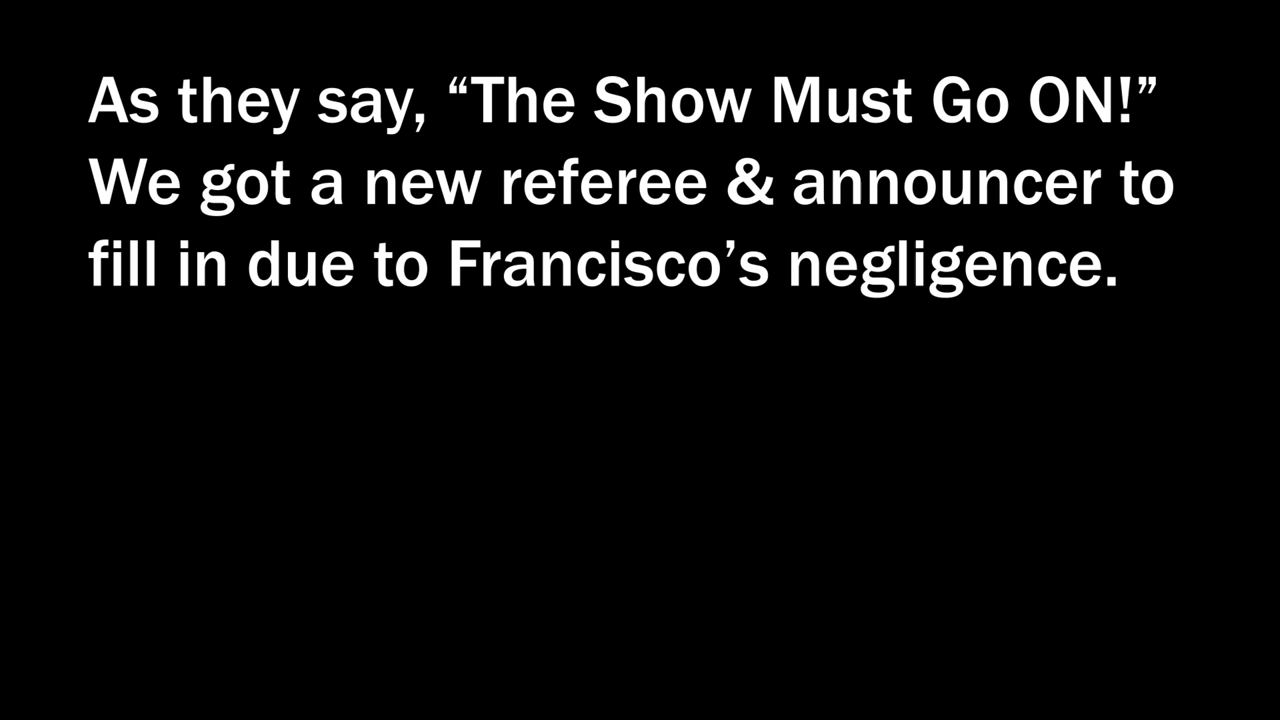 As they say, “The Show Must Go ON!”
We got a new referee & announcer to
fill in due to Francisco’s negligence.